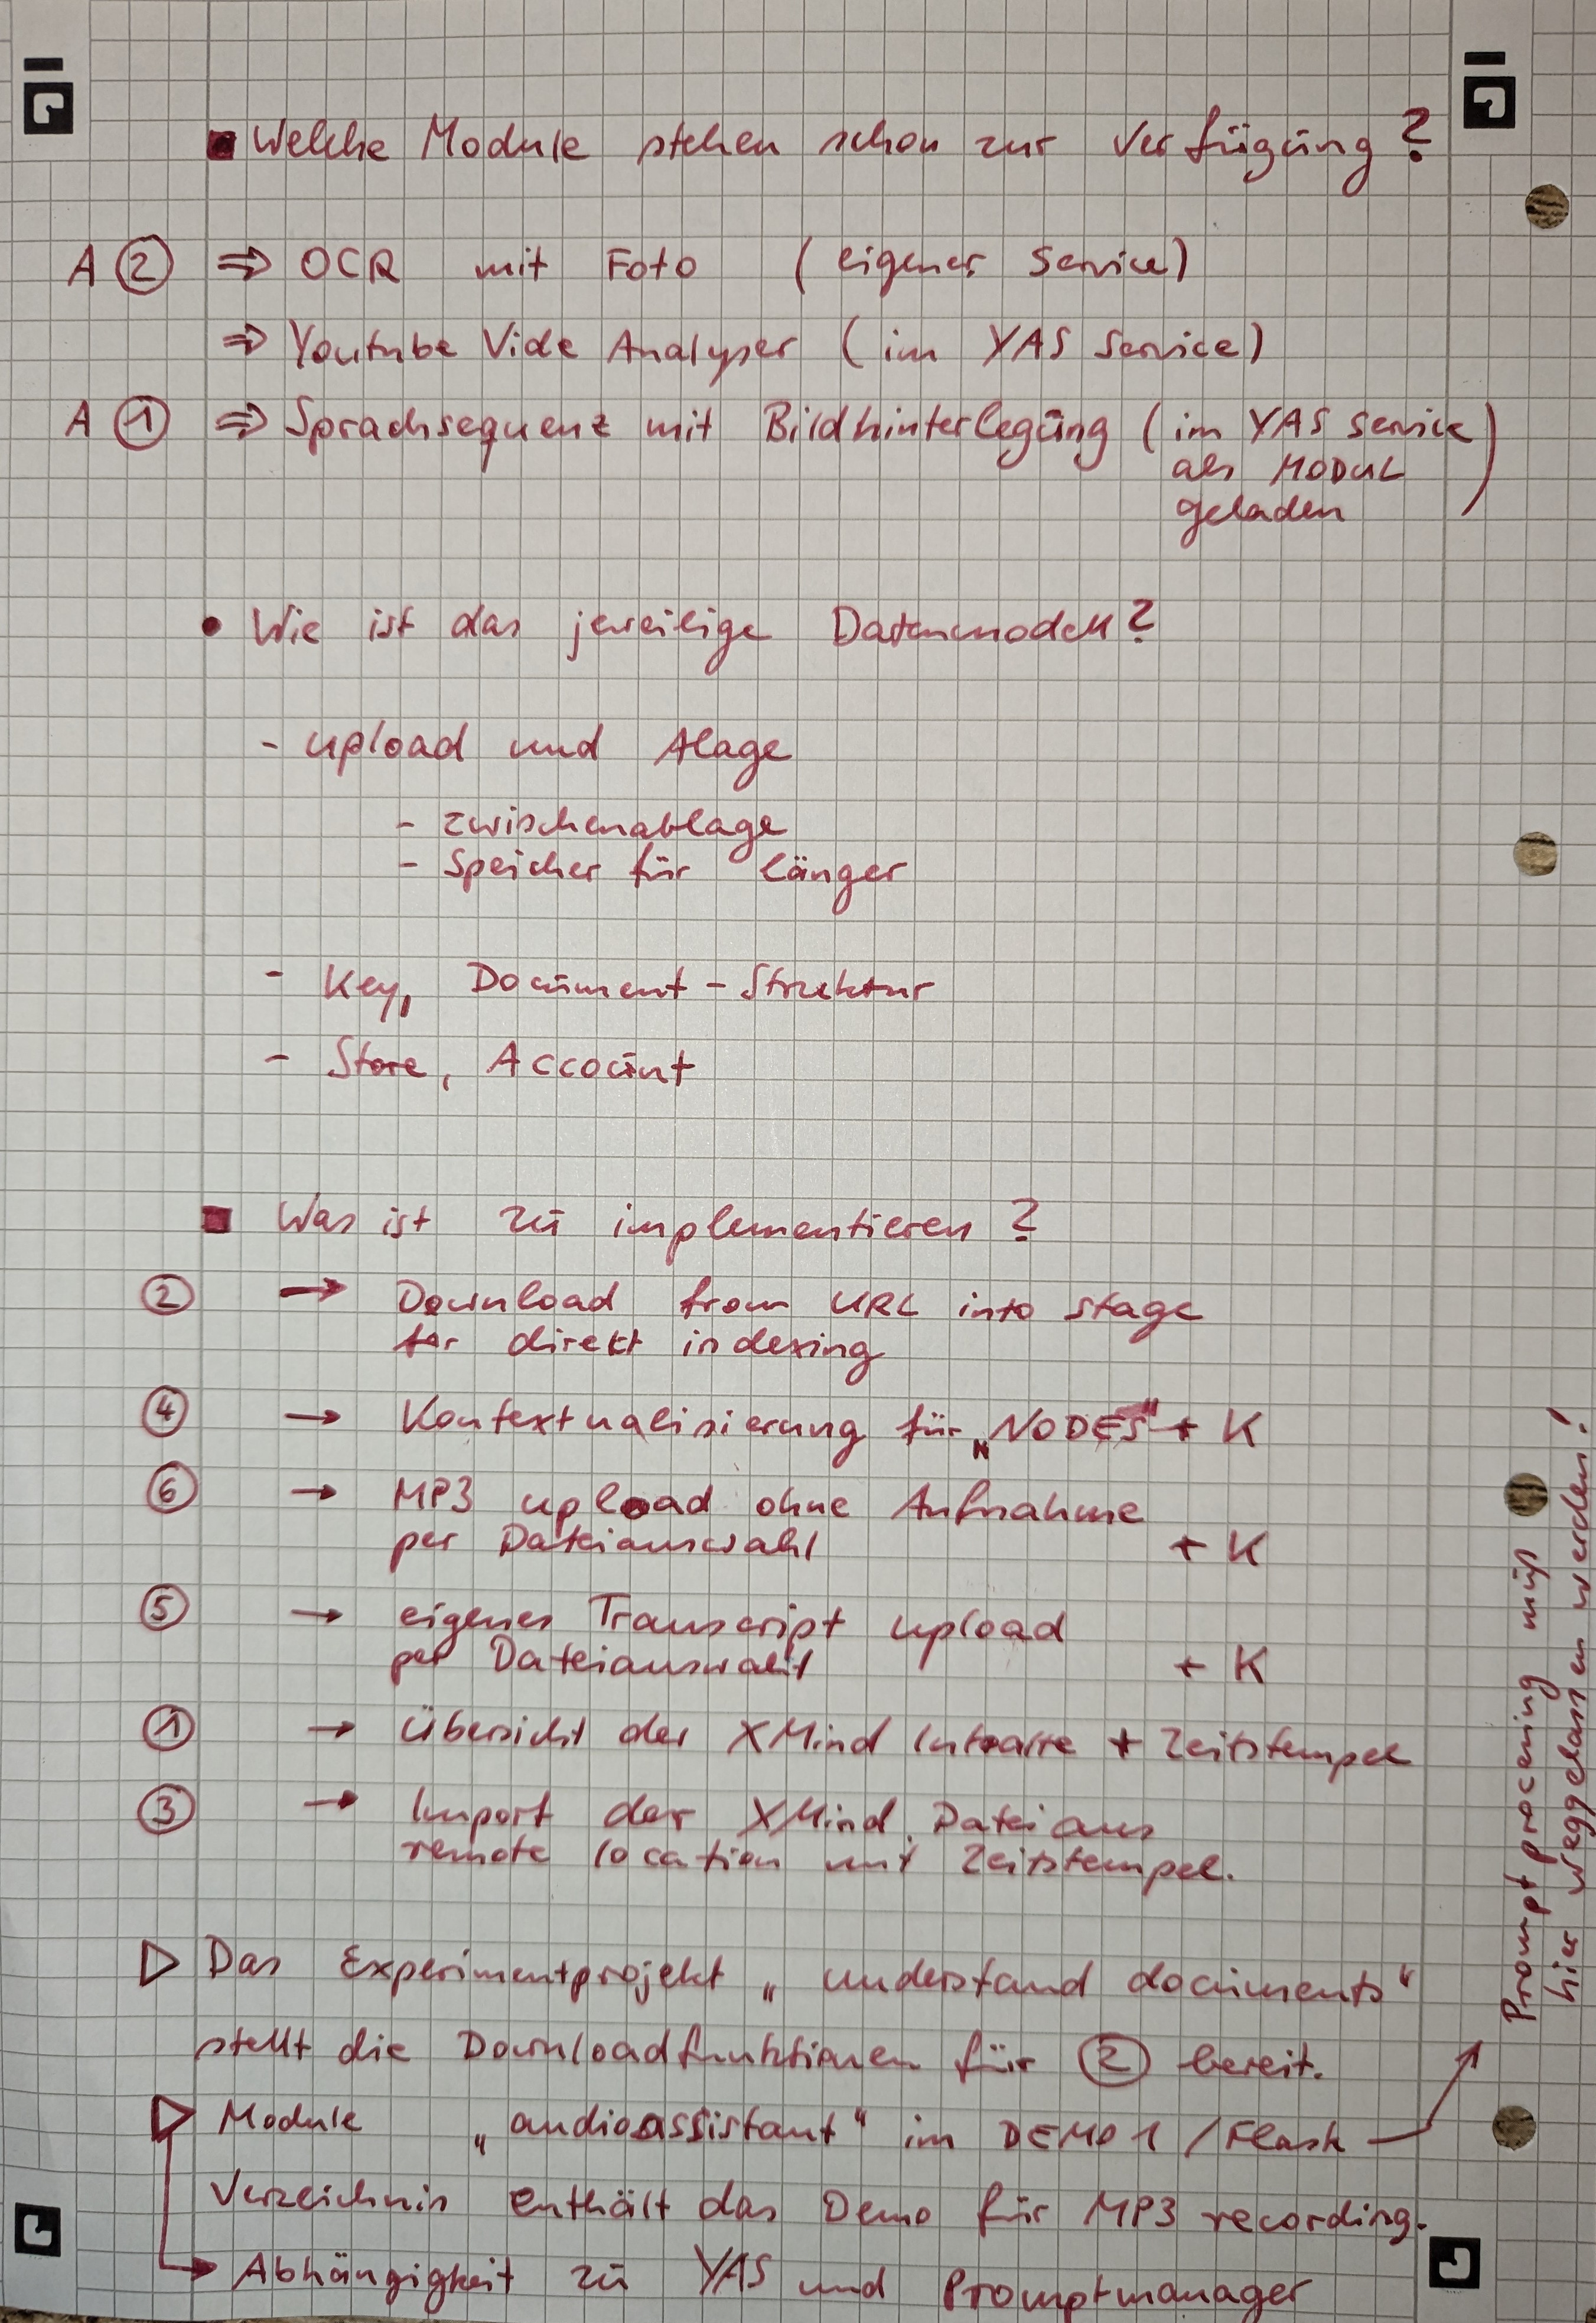 ■ Welche Module stehen schon zur Verfügung?
A ② ⇒ OCR mit Foto (eigener Service)
⇒ Youtube Vide Analyser (im YAS Service)
A ① ⇒ Sprachsequenz mit Bildhinterlegung (im YAS Service
als MODUL
geladen)
• Wie ist das jeweilige Datenmodell?
- upload und Alage
- Zwischenablage
- Speicher für länger
- Key, Document-Struktur
- Store, Account
■ Was ist zu implementieren?
② → Download from URL into stage
for direkt indexing
④ → Kontextualisierung für „NODES" + K
⑥ → MP3 upload ohne Aufnahme
per Dateiauswahl + K
⑤ → eigenes Transcript upload
per Dateiauswahl + K
① → Übersicht der XMind + Zeitstempel
③ → Import der XMind Datei aus
remote location mit Zeitstempel.
▷ Das Experimentprojekt „understand documents"
stellt die Downloadfunktionen für ② bereit.
▷ Module „audioassistant" im DEMO1/Flask →
Verzeichnis enthält das Demo für MP3 recording.
→ Abhängigkeit zu YAS und Promptmanager
Prompt processing muß
hier weggelassen werden!